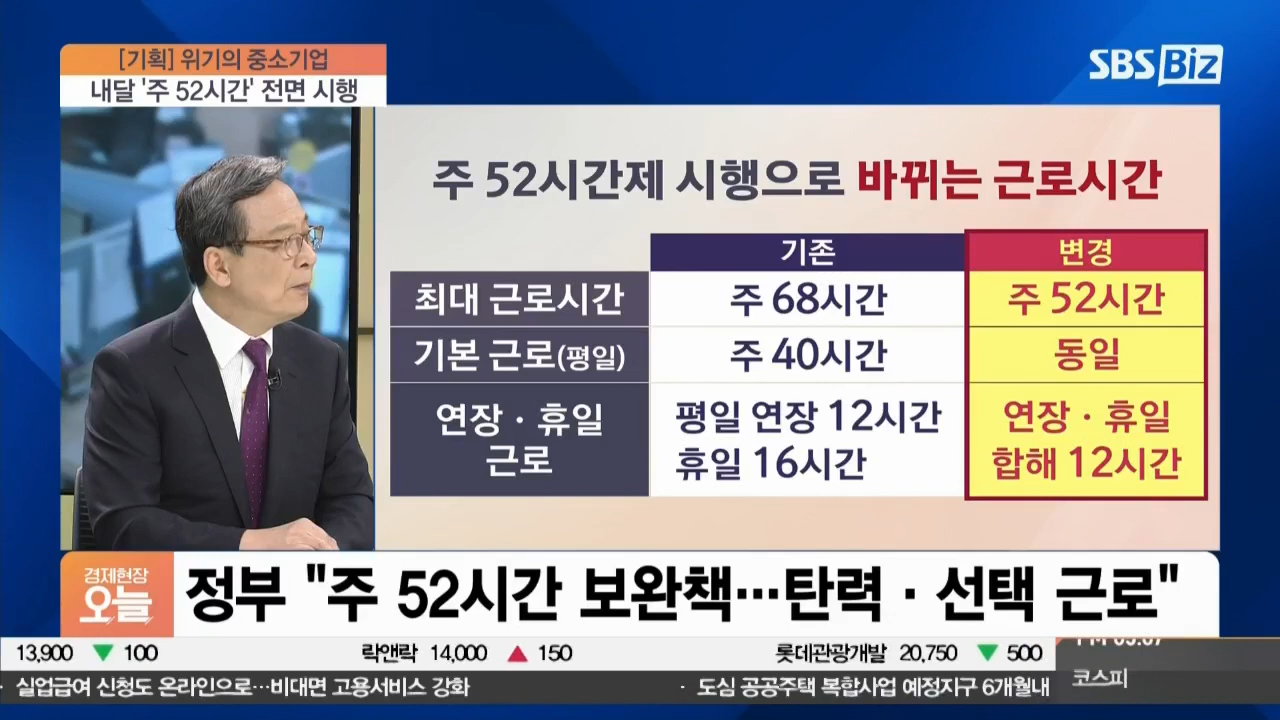 [기획] 위기의 중소기업
내달 '주 52시간' 전면 시행
SBS Biz
주 52시간제 시행으로 바뀌는 근로시간
기존 변경
최대 근로시간 주 68시간 주 52시간
기본 근로(평일) 주 40시간 동일
연장·휴일 근로 평일 연장 12시간 휴일 16시간 연장·휴일 합해 12시간
경제현장
오늘
정부 "주 52시간 보완책…탄력·선택 근로"
13,900 ▼ 100 락앤락 14,000 ▲ 150 롯데관광개발 20,750 ▼ 500
코스피
· 실업급여 신청도 온라인으로…비대면 고용서비스 강화 · 도심 공공주택 복합사업 예정지구 6개월내